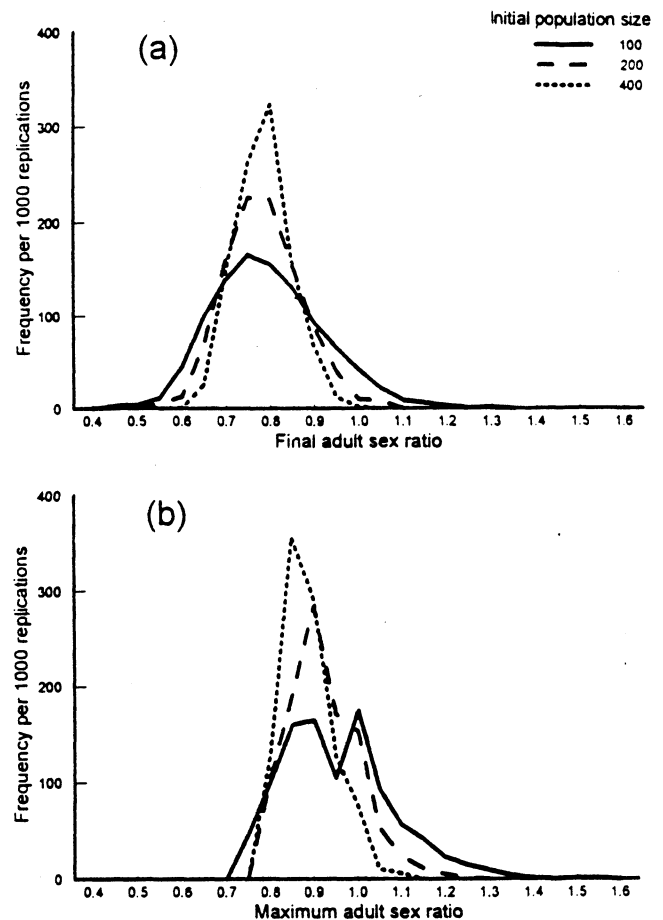 Initial population size
100
200
400
(a)
Frequency per 1000 replications
400
300
200
100
0
0.4 0.5 0.6 0.7 0.8 0.9 1.0 1.1 1.2 1.3 1.4 1.5 1.6
Final adult sex ratio
(b)
Frequency per 1000 replications
400
300
200
100
0
0.4 0.5 0.6 0.7 0.8 0.9 1.0 1.1 1.2 1.3 1.4 1.5 1.6
Maximum adult sex ratio